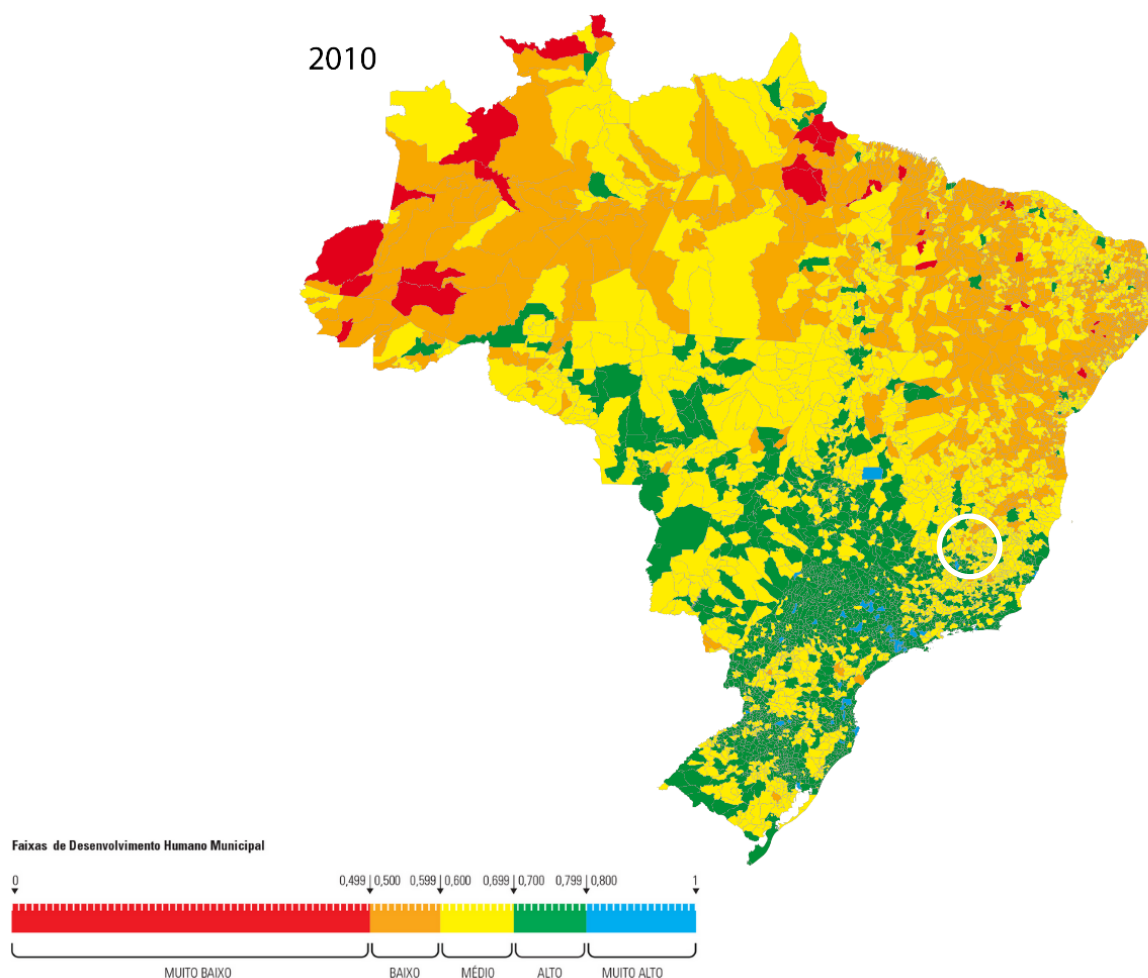 2010
Faixas de Desenvolvimento Humano Municipal
0 0,499 0,500 0,599 0,600 0,699 0,700 0,799 0,800 1
MUITO BAIXO BAIXO MÉDIO ALTO MUITO ALTO